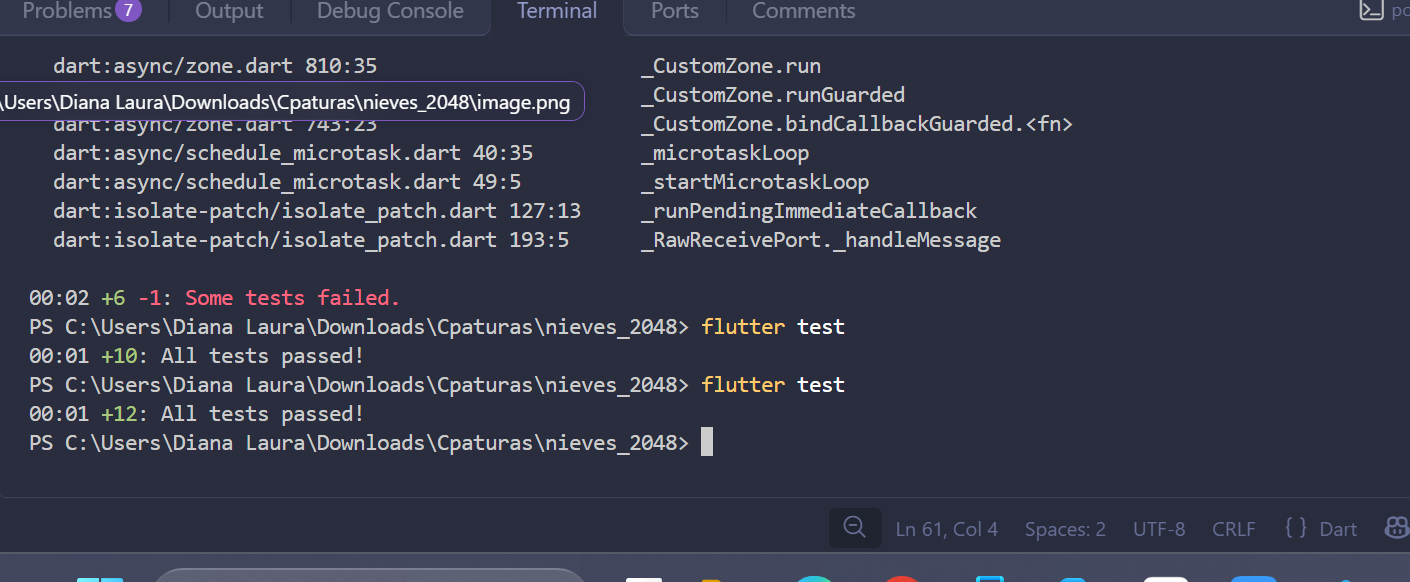 Problems 7 Output Debug Console Terminal Ports Comments
dart:async/zone.dart 810:35 _CustomZone.run
\Users\Diana Laura\Downloads\Cpaturas\nieves_2048\image.png _CustomZone.runGuarded
dart:async/zone.dart 743:23 _CustomZone.bindCallbackGuarded.<fn>
dart:async/schedule_microtask.dart 40:35 _microtaskLoop
dart:async/schedule_microtask.dart 49:5 _startMicrotaskLoop
dart:isolate-patch/isolate_patch.dart 127:13 _runPendingImmediateCallback
dart:isolate-patch/isolate_patch.dart 193:5 _RawReceivePort._handleMessage
00:02 +6 -1: Some tests failed.
PS C:\Users\Diana Laura\Downloads\Cpaturas\nieves_2048> flutter test
00:01 +10: All tests passed!
PS C:\Users\Diana Laura\Downloads\Cpaturas\nieves_2048> flutter test
00:01 +12: All tests passed!
PS C:\Users\Diana Laura\Downloads\Cpaturas\nieves_2048>
Ln 61, Col 4 Spaces: 2 UTF-8 CRLF {} Dart